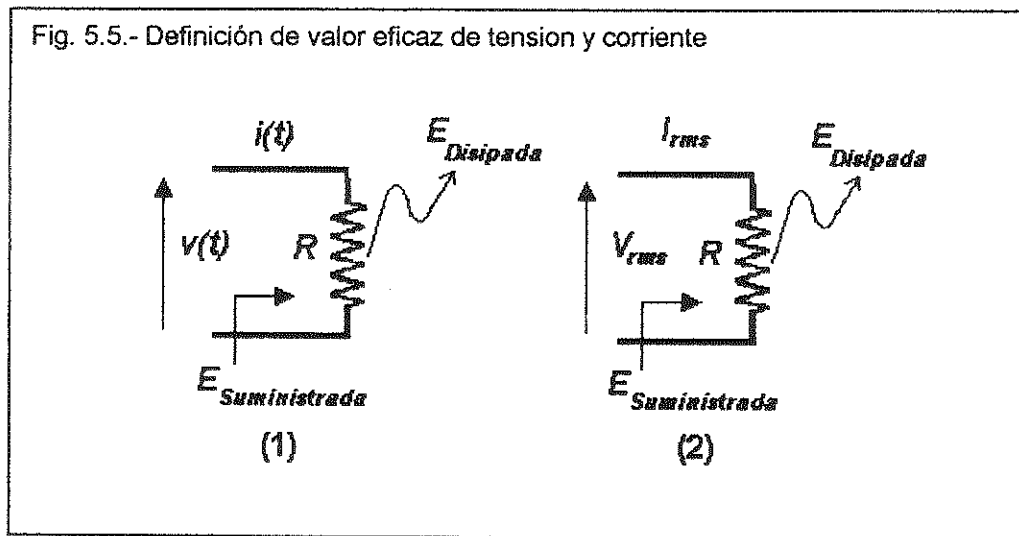 Fig. 5.5.- Definición de valor eficaz de tension y corriente
i(t)
E Disipada
v(t)
R
E Suministrada
(1)
I rms
E Disipada
V rms
R
E Suministrada
(2)